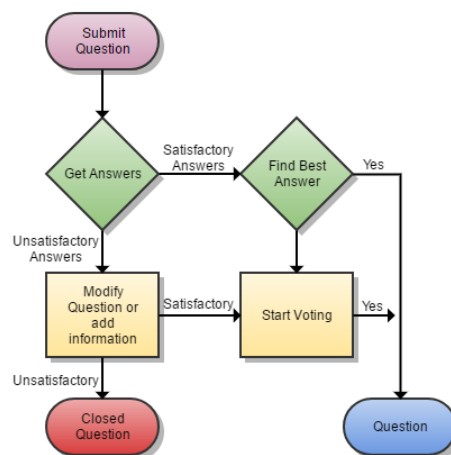 Submit
Question
Get Answers
Satisfactory
Answers
Find Best
Answer
Yes
Unsatisfactory
Answers
Modify
Question or
add
information
Satisfactory
Start Voting
Yes
Unsatisfactory
Closed
Question
Question